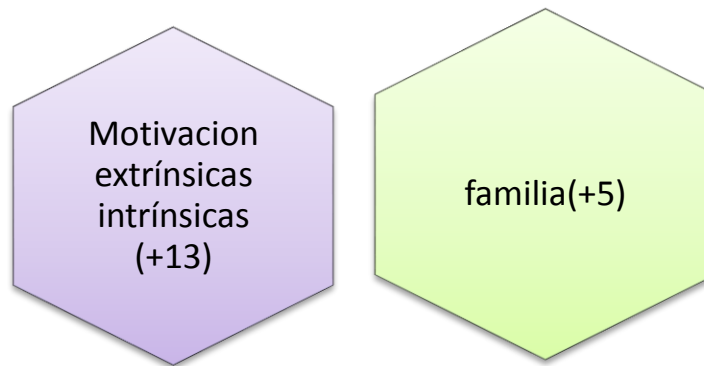 Motivacion
extrínsicas
intrínsicas
(+13)
familia(+5)